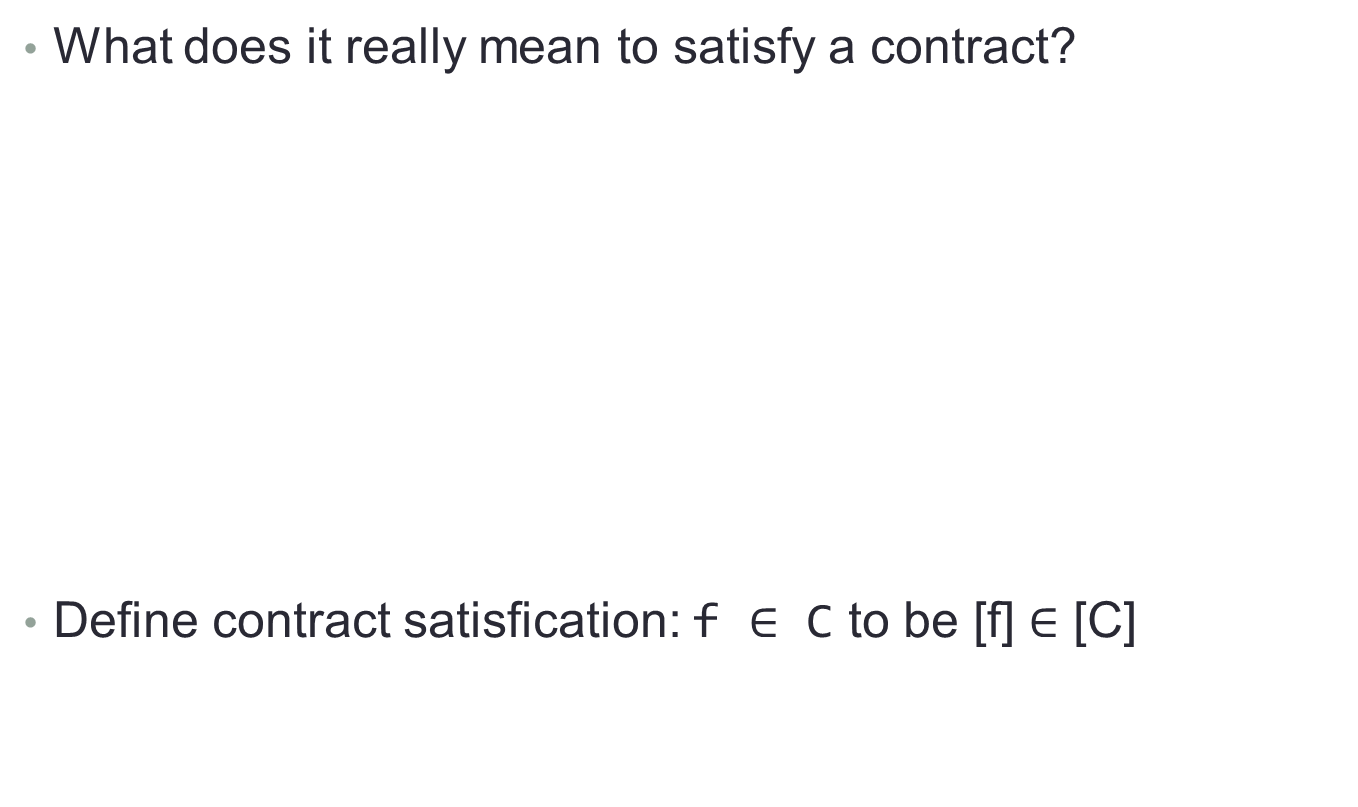 • What does it really mean to satisfy a contract?
• Define contract satisfication: f ∈ C to be [f] ∈ [C]